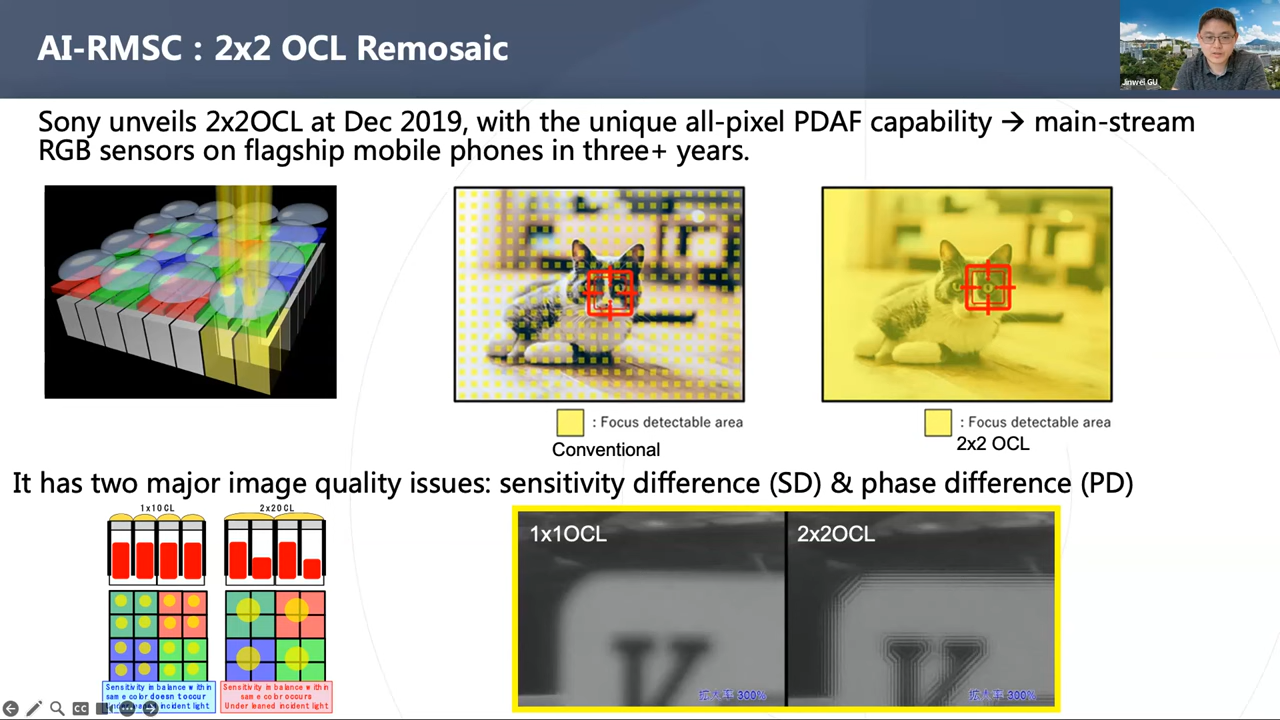 AI-RMSC : 2x2 OCL Remosaic
Jinwei GU
Sony unveils 2x2OCL at Dec 2019, with the unique all-pixel PDAF capability → main-stream
RGB sensors on flagship mobile phones in three+ years.
: Focus detectable area
Conventional
: Focus detectable area
2x2 OCL
It has two major image quality issues: sensitivity difference (SD) & phase difference (PD)
1x1OCL
2x2OCL
Sensitivity imbalance within
same color doesn't occur
incident light
Sensitivity imbalance within
same color occurs
Under leaned incident light
1x1OCL
2x2OCL
拡大率 300%
拡大率 300%